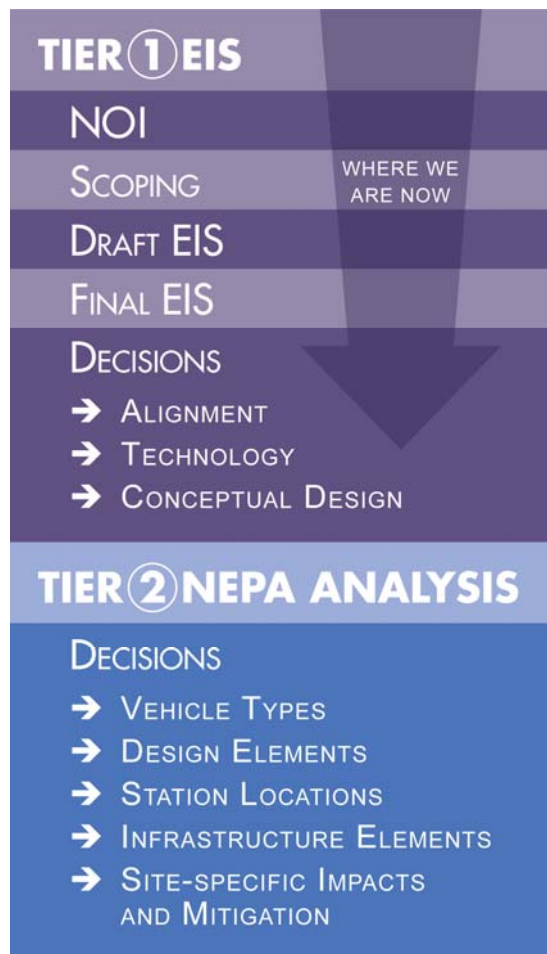 TIER 1 EIS
NOI
SCOPING
WHERE WE
ARE NOW
DRAFT EIS
FINAL EIS
DECISIONS
→ ALIGNMENT
→ TECHNOLOGY
→ CONCEPTUAL DESIGN
TIER 2 NEPA ANALYSIS
DECISIONS
→ VEHICLE TYPES
→ DESIGN ELEMENTS
→ STATION LOCATIONS
→ INFRASTRUCTURE ELEMENTS
→ SITE-SPECIFIC IMPACTS
AND MITIGATION